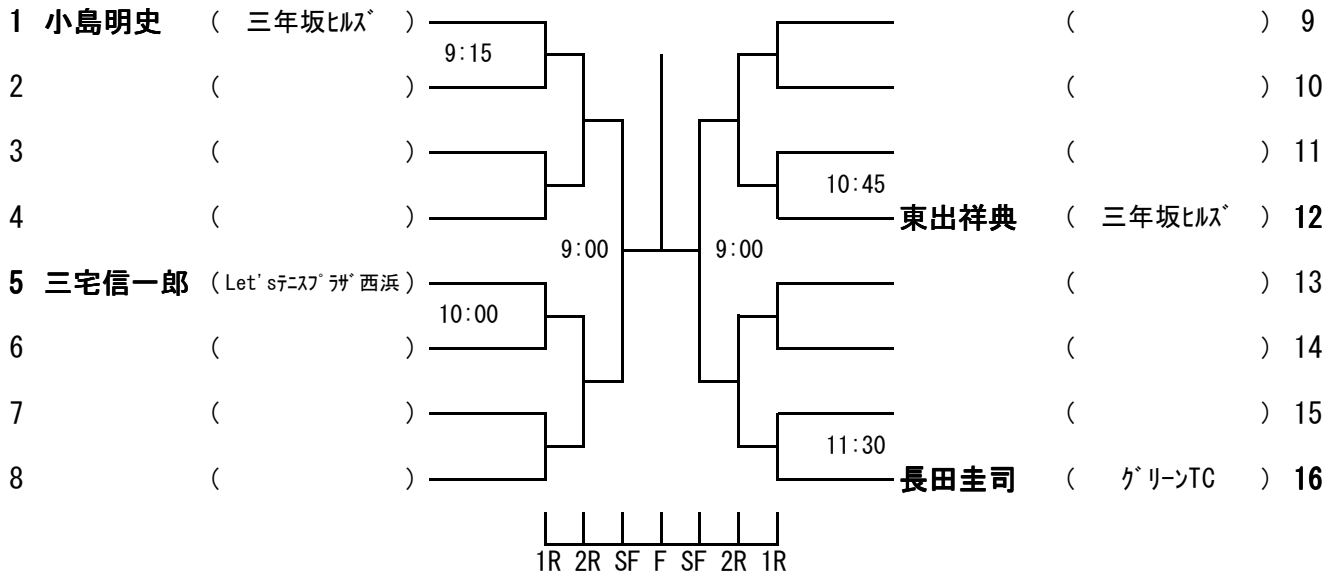 1 小島明史 ( 三年坂ﾋﾙｽﾞ ) ( ) 9
9:15
2 ( ) ( ) 10
3 ( ) ( ) 11
10:45
4 ( ) 東出祥典 ( 三年坂ﾋﾙｽﾞ ) 12
9:00 9:00
5 三宅信一郎 (Let'sﾃﾆｽﾌﾟﾗｻﾞ西浜) ( ) 13
10:00
6 ( ) ( ) 14
7 ( ) ( ) 15
11:30
8 ( ) 長田圭司 ( ｸﾞﾘｰﾝTC ) 16
1R 2R SF F SF 2R 1R